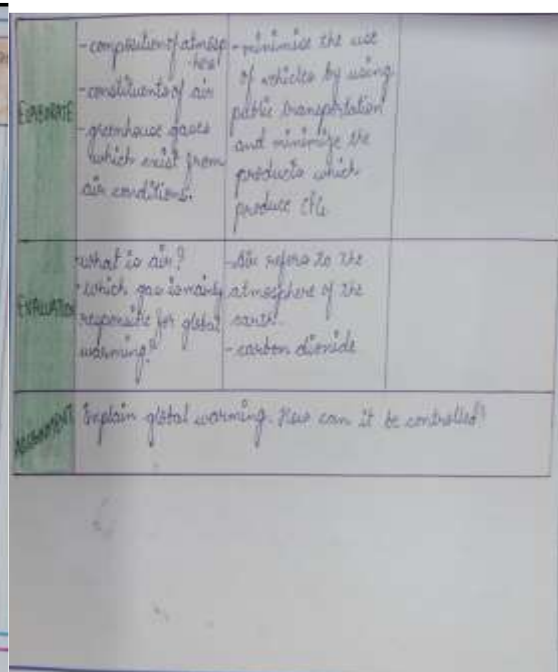 ELABORATE
- composition of atmosp
here
- constituents of air
- greenhouse gases
which exist from
air conditions.
- minimise the use
of vehicles by using
public transportation
and minimize the
products which
produce
EVALUATION
- what is air?
- which gas is mainly
responsible for global
warming?
- Air refers to the
atmosphere of the
earth.
- carbon dioxide
ASSIGNMENT
Explain global warming. How can it be controlled?